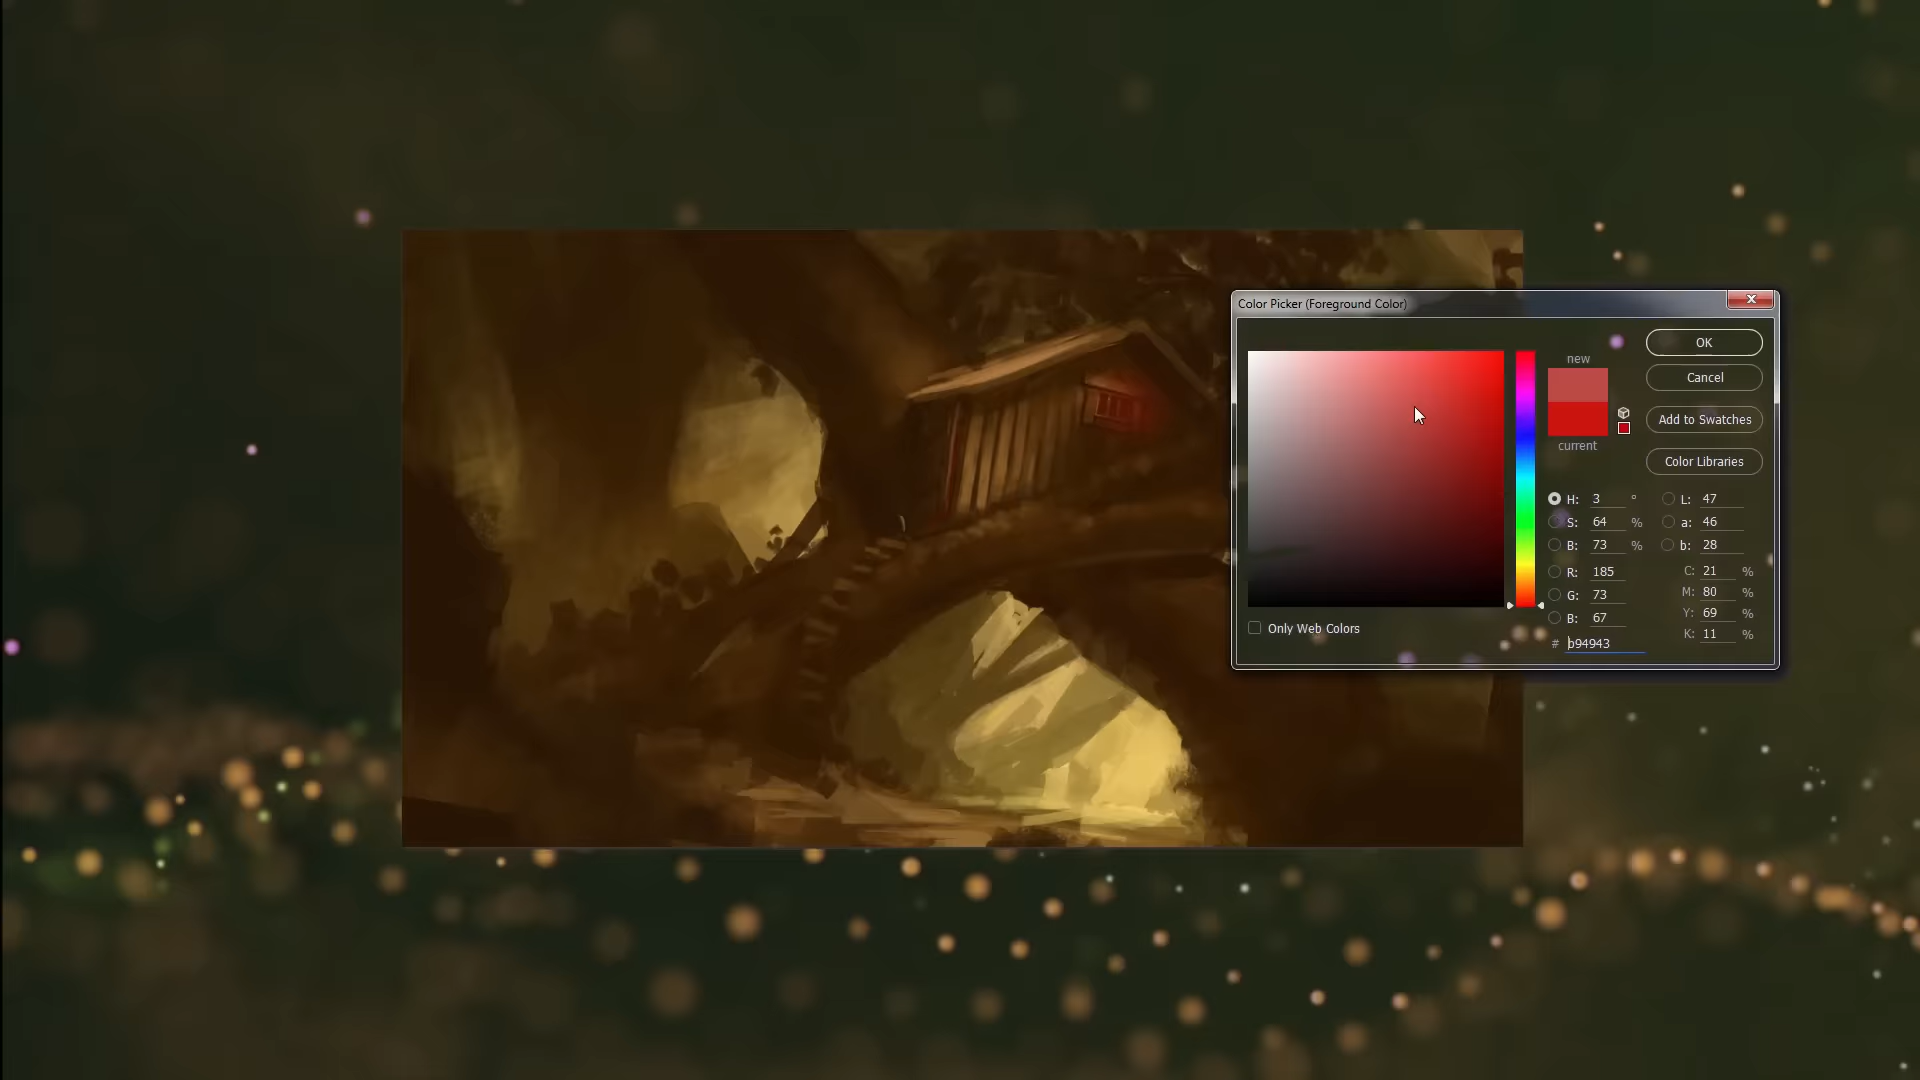 Color Picker (Foreground Color)
OK
new
Cancel
Add to Swatches
current
Color Libraries
H: 3 °
L: 47
S: 64 %
a: 46
B: 73 %
b: 28
R: 185
C: 21 %
G: 73
M: 80 %
B: 67
Y: 69 %
Only Web Colors
K: 11 %
# b94943